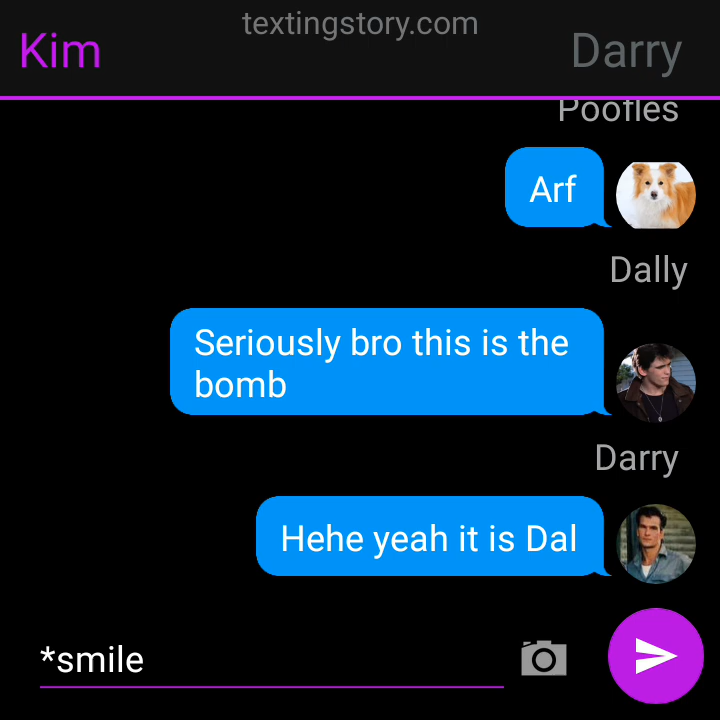 textingstory.com
Kim
Darry
Poofles
Arf
Dally
Seriously bro this is the
bomb
Darry
Hehe yeah it is Dal
*smile